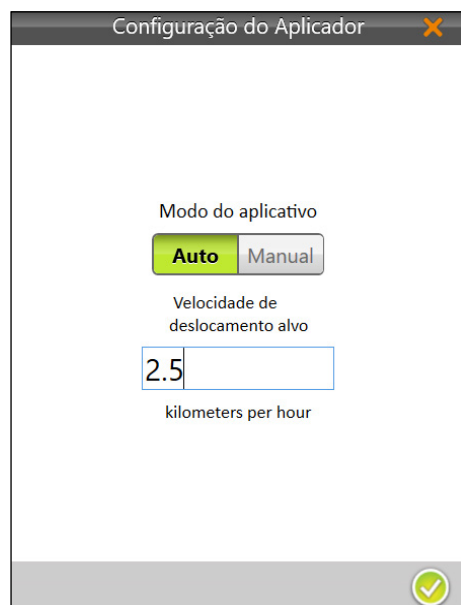 Configuração do Aplicador
Modo do aplicativo
Auto Manual
Velocidade de
deslocamento alvo
2.5
kilometers per hour